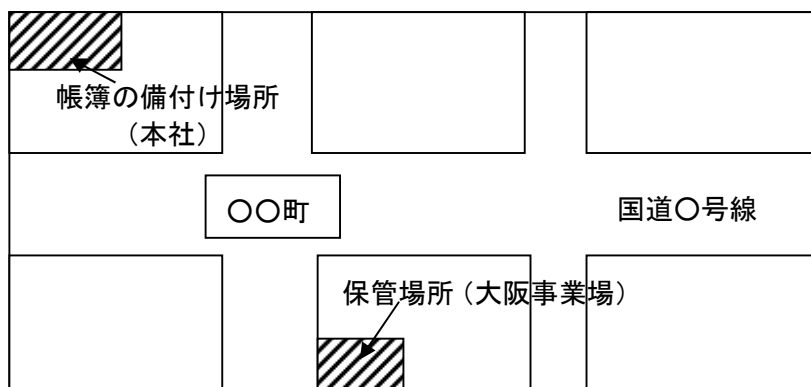 帳簿の備付け場所
（本社）
〇〇町
国道〇号線
保管場所（大阪事業場）